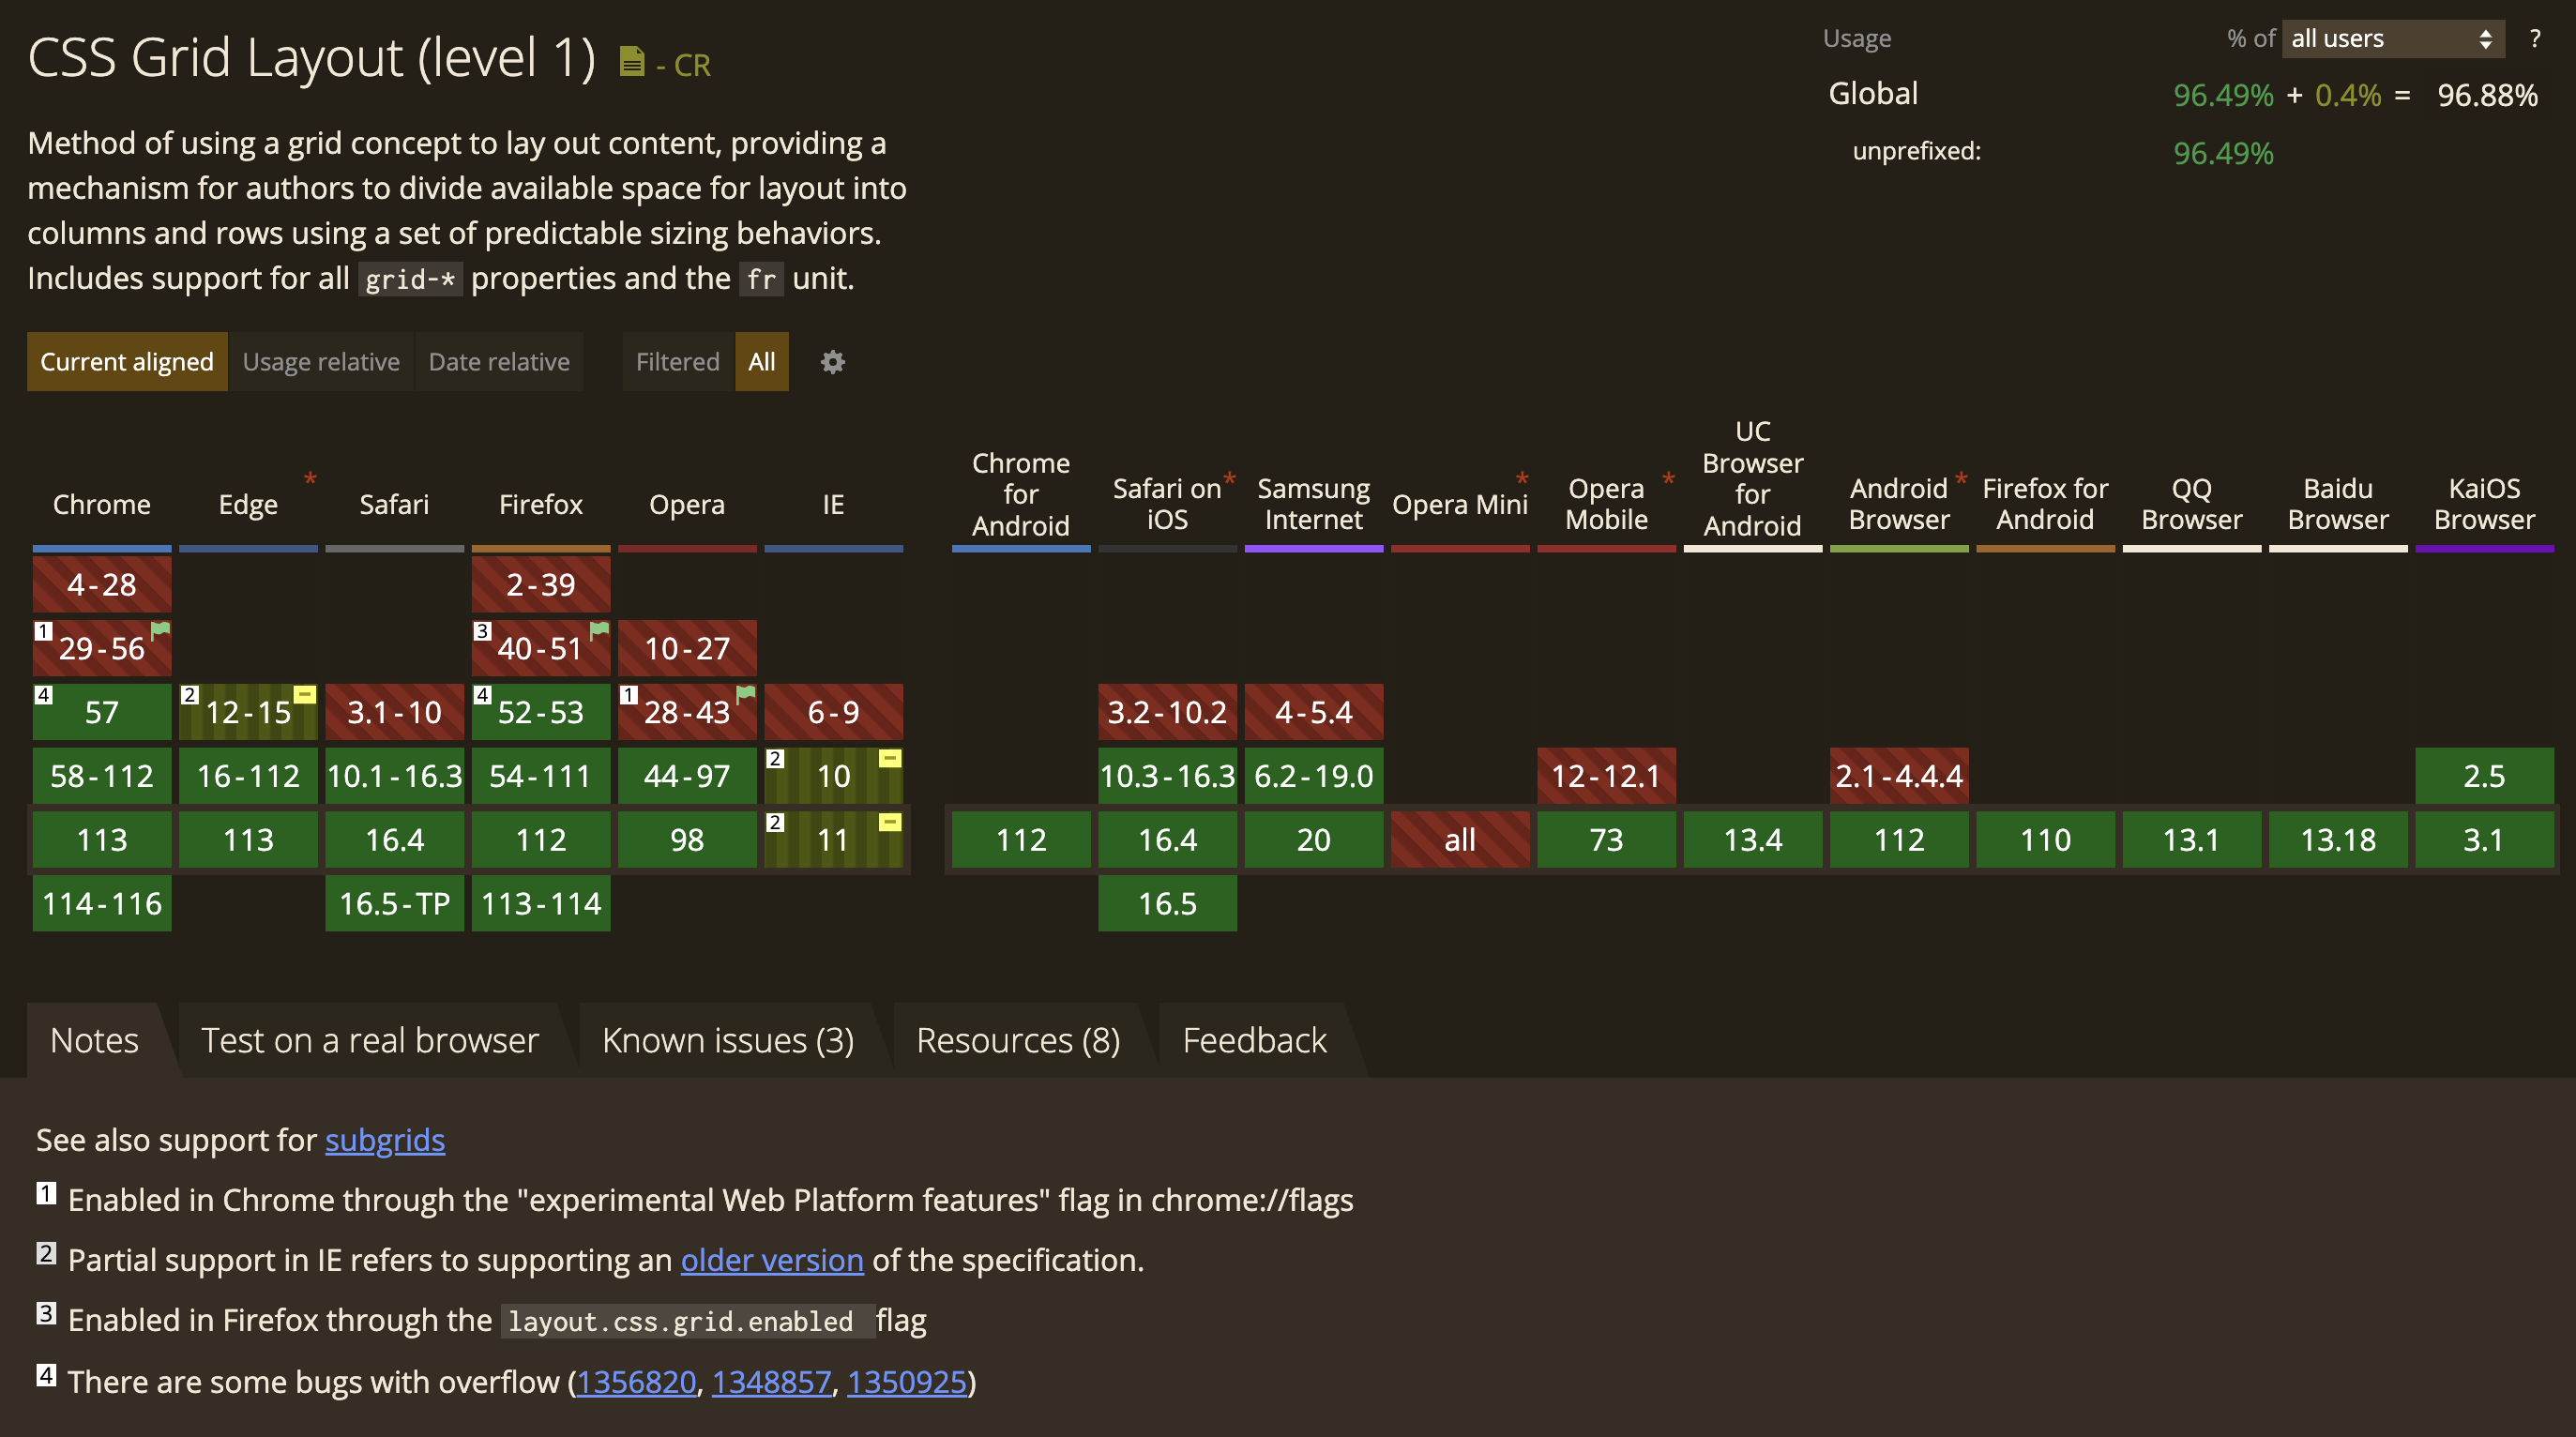 CSS Grid Layout (level 1) - CR
Usage % of all users ?
Global 96.49% + 0.4% = 96.88%
unprefixed: 96.49%
Method of using a grid concept to lay out content, providing a
mechanism for authors to divide available space for layout into
columns and rows using a set of predictable sizing behaviors.
Includes support for all grid-* properties and the fr unit.
Current aligned Usage relative Date relative Filtered All
Chrome
Edge *
Safari
Firefox
Opera
IE
Chrome
for
Android
Safari on *
iOS
Samsung
Internet
Opera Mini *
Opera *
Mobile
UC
Browser
for
Android
Android *
Browser
Firefox for
Android
QQ
Browser
Baidu
Browser
KaiOS
Browser
4-28 2-39
1 29-56 3 40-51 10-27
4 57 2 12-15 3.1-10 4 52-53 1 28-43 6-9 3.2-10.2 4-5.4
58-112 16-112 10.1-16.3 54-111 44-97 2 10 10.3-16.3 6.2-19.0 12-12.1 2.1-4.4.4 2.5
113 113 16.4 112 98 2 11 112 16.4 20 all 73 13.4 112 110 13.1 13.18 3.1
114-116 16.5-TP 113-114 16.5
Notes Test on a real browser Known issues (3) Resources (8) Feedback
See also support for subgrids
1 Enabled in Chrome through the "experimental Web Platform features" flag in chrome://flags
2 Partial support in IE refers to supporting an older version of the specification.
3 Enabled in Firefox through the layout.css.grid.enabled flag
4 There are some bugs with overflow (1356820, 1348857, 1350925)